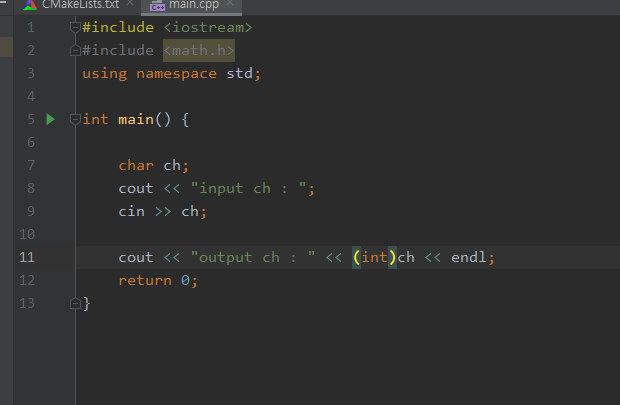 CMakeLists.txt × main.cpp ×
1 #include <iostream>
2 #include <math.h>
3 using namespace std;
4
5 int main() {
6
7 char ch;
8 cout << "input ch : ";
9 cin >> ch;
10
11 cout << "output ch : " << (int)ch << endl;
12 return 0;
13 }